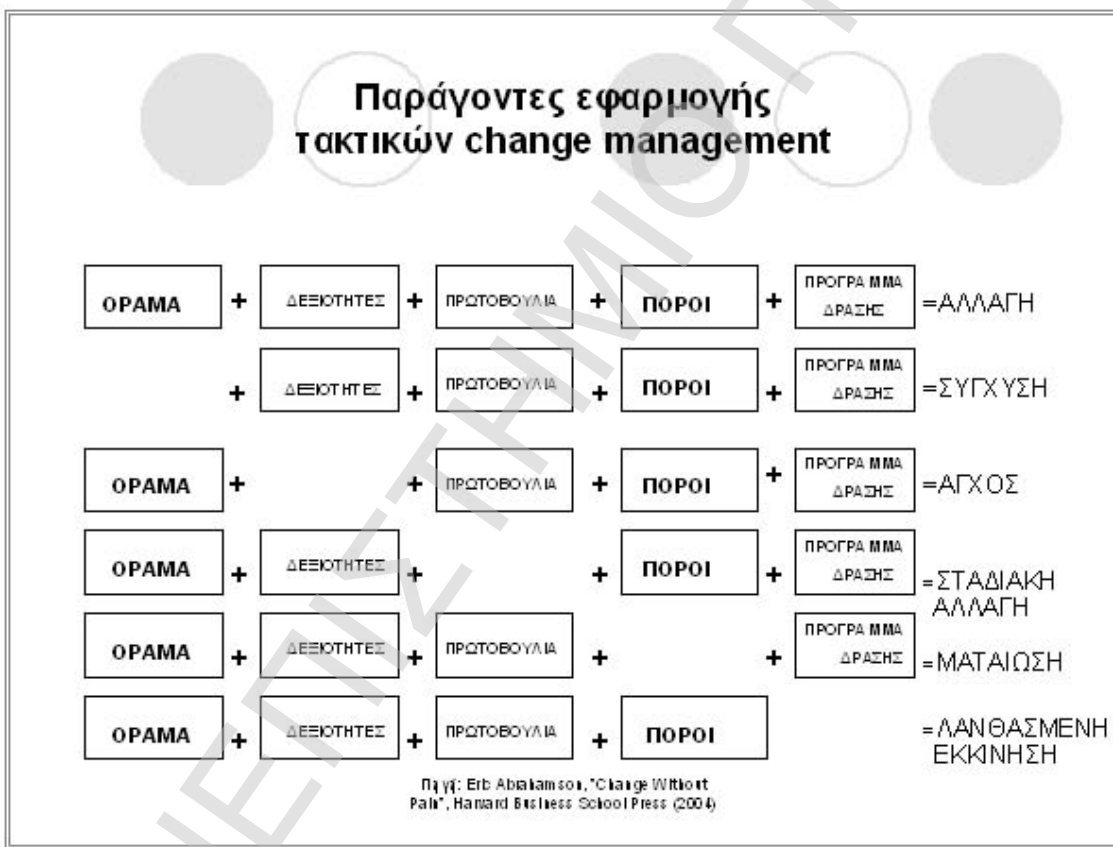 Παράγοντες εφαρμογής
τακτικών change management
ΟΡΑΜΑ + ΔΕΞΙΟΤΗΤΕΣ + ΠΡΩΤΟΒΟΥΛΙΑ + ΠΟΡΟΙ + ΠΡΟΓΡΑΜΜΑ ΔΡΑΣΗΣ =ΑΛΛΑΓΗ
+ ΔΕΞΙΟΤΗΤΕΣ + ΠΡΩΤΟΒΟΥΛΙΑ + ΠΟΡΟΙ + ΠΡΟΓΡΑΜΜΑ ΔΡΑΣΗΣ =ΣΥΓΧΥΣΗ
ΟΡΑΜΑ + + ΠΡΩΤΟΒΟΥΛΙΑ + ΠΟΡΟΙ + ΠΡΟΓΡΑΜΜΑ ΔΡΑΣΗΣ =ΑΓΧΟΣ
ΟΡΑΜΑ + ΔΕΞΙΟΤΗΤΕΣ + + ΠΟΡΟΙ + ΠΡΟΓΡΑΜΜΑ ΔΡΑΣΗΣ =ΣΤΑΔΙΑΚΗ
ΑΛΛΑΓΗ
ΟΡΑΜΑ + ΔΕΞΙΟΤΗΤΕΣ + ΠΡΩΤΟΒΟΥΛΙΑ + + ΠΡΟΓΡΑΜΜΑ ΔΡΑΣΗΣ =ΜΑΤΑΙΩΣΗ
ΟΡΑΜΑ + ΔΕΞΙΟΤΗΤΕΣ + ΠΡΩΤΟΒΟΥΛΙΑ + ΠΟΡΟΙ =ΛΑΝΘΑΣΜΕΝΗ
ΕΚΚΙΝΗΣΗ
Πηγή: Eric Abrahamson, "Change Without
Pain", Harvard Business School Press (2004)